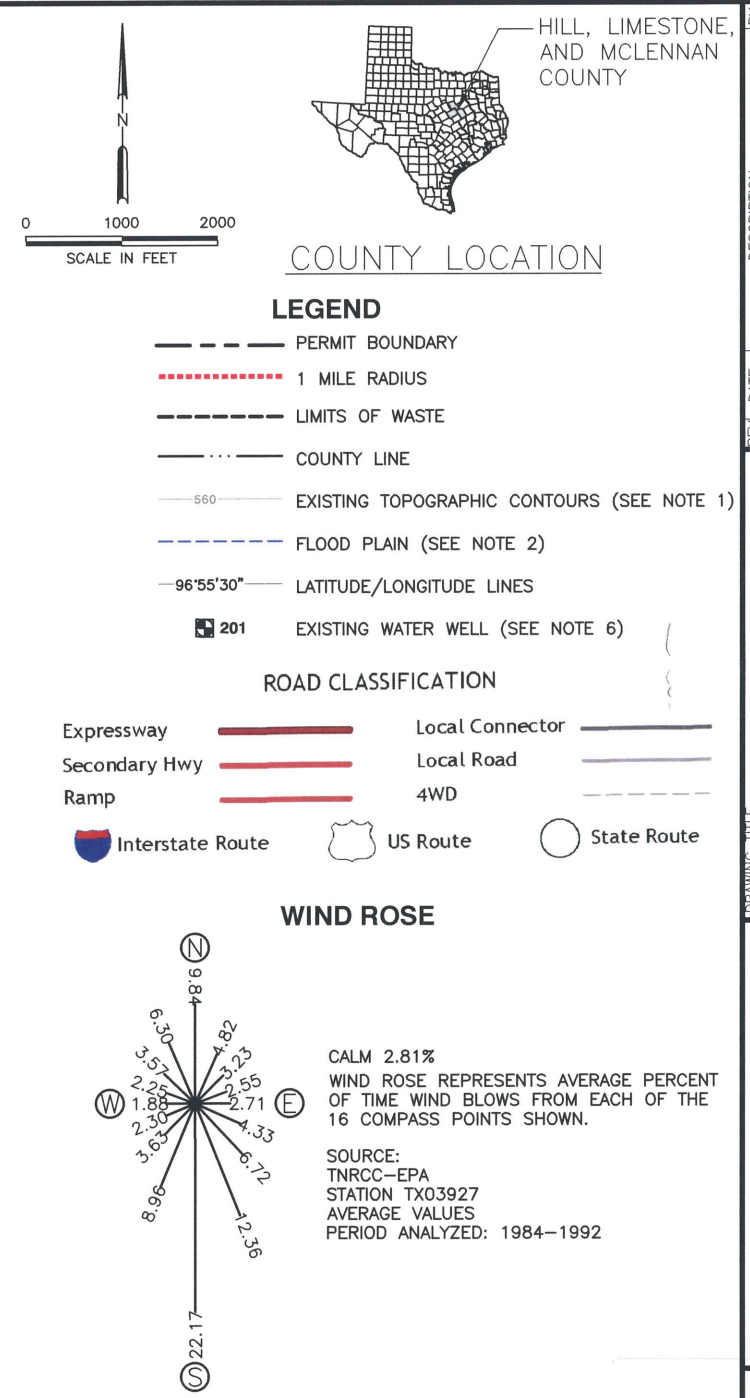 HILL, LIMESTONE,
AND MCLENNAN
COUNTY
N
0 1000 2000
SCALE IN FEET
COUNTY LOCATION
LEGEND
PERMIT BOUNDARY
1 MILE RADIUS
LIMITS OF WASTE
COUNTY LINE
560 EXISTING TOPOGRAPHIC CONTOURS (SEE NOTE 1)
FLOOD PLAIN (SEE NOTE 2)
96°55'30" LATITUDE/LONGITUDE LINES
201 EXISTING WATER WELL (SEE NOTE 6)
ROAD CLASSIFICATION
Expressway Local Connector
Secondary Hwy Local Road
Ramp 4WD
Interstate Route US Route State Route
WIND ROSE
N
9.84
6.30
4.82
3.57
3.23
2.25
2.55
W 1.88
2.71 E
2.30
4.33
3.63
6.72
8.96
12.36
22.17
S
CALM 2.81%
WIND ROSE REPRESENTS AVERAGE PERCENT
OF TIME WIND BLOWS FROM EACH OF THE
16 COMPASS POINTS SHOWN.
SOURCE:
TNRCC-EPA
STATION TX03927
AVERAGE VALUES
PERIOD ANALYZED: 1984-1992
DRAWING TITLE